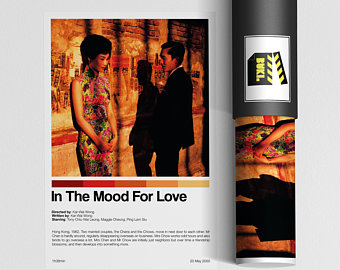 In The Mood For Love
Directed by: Kar-Wai Wong
Written by: Kar-Wai Wong
Starring: Tony Chiu-Wai Leung, Maggie Cheung, Ping Lam Siu
Hong Kong, 1962. Two married couples, the Chans and the Chows, move in next door to each other. Mr
Chan is hardly around, regularly disappearing overseas on business. Mrs Chow works odd hours and also
tends to go overseas a lot. Mrs Chan and Mr Chow are initially just neighbours but over time a friendship
blossoms, and then develops into something more.
1h38min
20 May 2000
BVKI.